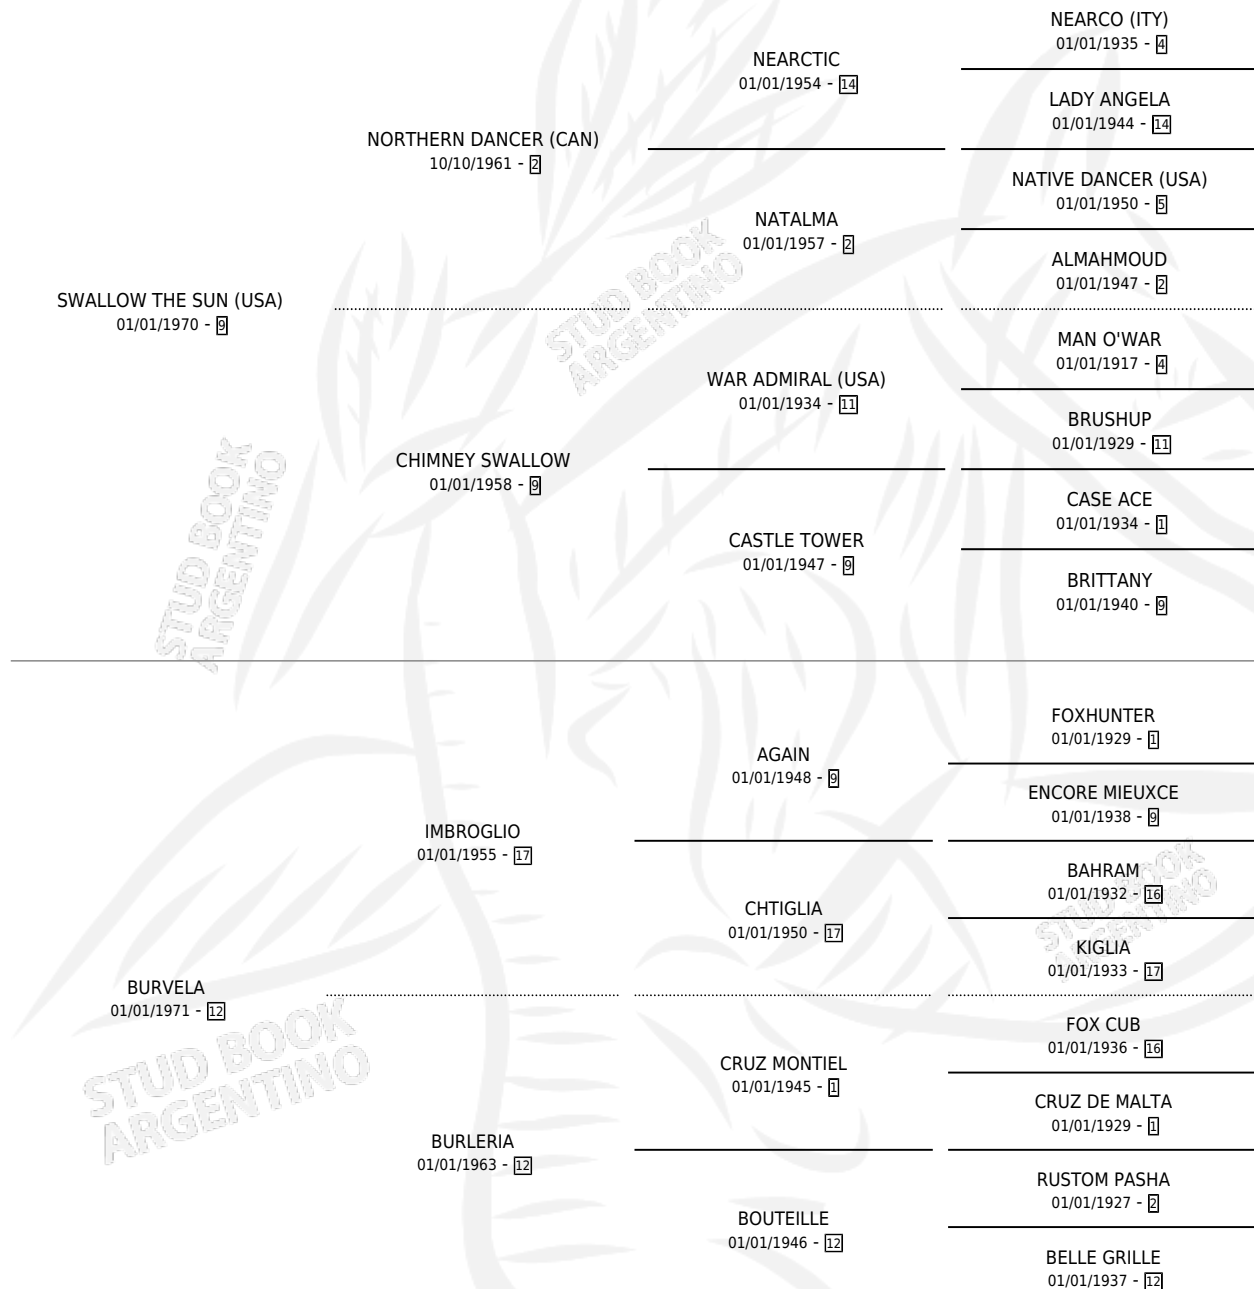 NEARCO (ITY)
01/01/1935 - 4
NEARCTIC
01/01/1954 - 14
LADY ANGELA
01/01/1944 - 14
NORTHERN DANCER (CAN)
10/10/1961 - 2
NATIVE DANCER (USA)
01/01/1950 - 5
NATALMA
01/01/1957 - 2
ALMAHMOUD
01/01/1947 - 2
SWALLOW THE SUN (USA)
01/01/1970 - 9
STUD BOOK
ARGENTINO
MAN O'WAR
01/01/1917 - 4
WAR ADMIRAL (USA)
01/01/1934 - 11
BRUSHUP
01/01/1929 - 11
CHIMNEY SWALLOW
01/01/1958 - 9
CASE ACE
01/01/1934 - 1
CASTLE TOWER
01/01/1947 - 9
BRITTANY
01/01/1940 - 9
STUD BOOK
ARGENTINO
FOXHUNTER
01/01/1929 - 1
AGAIN
01/01/1948 - 9
ENCORE MIEUXCE
01/01/1938 - 9
IMBROGLIO
01/01/1955 - 17
BAHRAM
01/01/1932 - 16
CHTIGLIA
01/01/1950 - 17
KIGLIA
01/01/1933 - 17
STUD BOOK
ARGENTINO
BURVELA
01/01/1971 - 12
FOX CUB
01/01/1936 - 16
CRUZ MONTIEL
01/01/1945 - 1
CRUZ DE MALTA
01/01/1929 - 1
STUD BOOK
ARGENTINO
BURLERIA
01/01/1963 - 12
RUSTOM PASHA
01/01/1927 - 2
BOUTEILLE
01/01/1946 - 12
BELLE GRILLE
01/01/1937 - 12